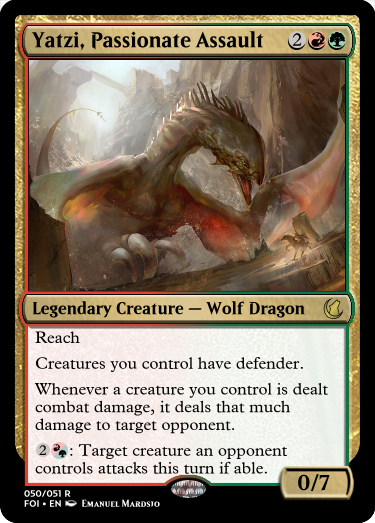 Yatzi, Passionate Assault 2
Legendary Creature — Wolf Dragon
Reach
Creatures you control have defender.
Whenever a creature you control is dealt
combat damage, it deals that much
damage to target opponent.
2 : Target creature an opponent
controls attacks this turn if able.
0/7
050/051 R
FOI • EN Emanuel Mardsjo